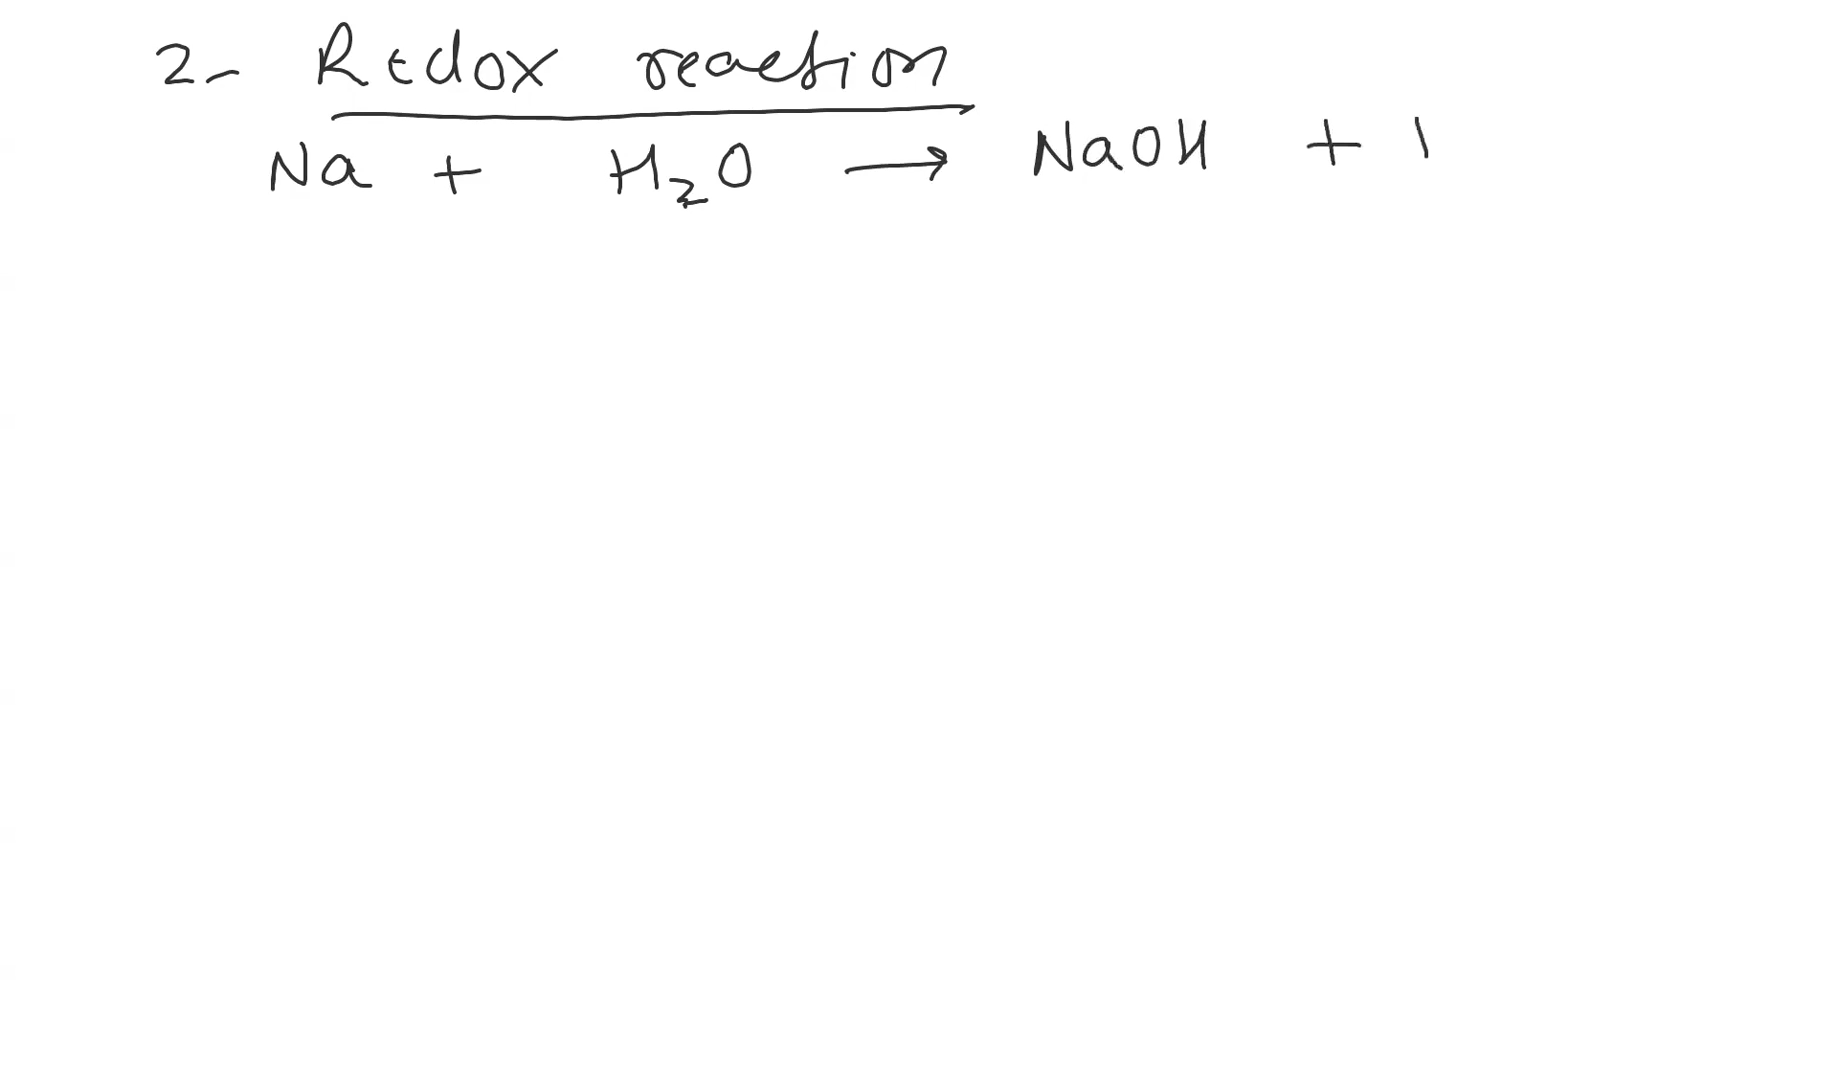 2- Redox reaction
Na + H₂O → NaOH +